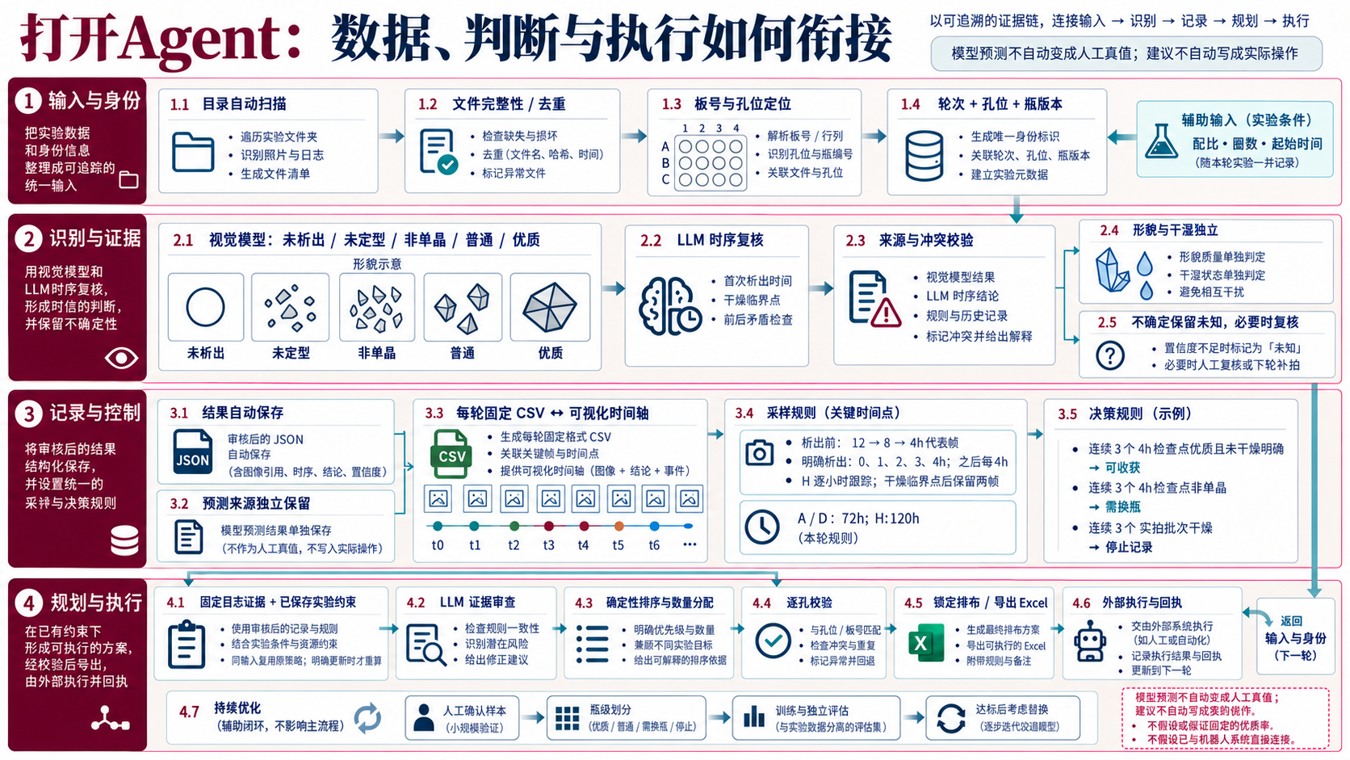 打开Agent：数据、判断与执行如何衔接
以可追溯的证据链，连接输入 → 识别 → 记录 → 规划 → 执行
模型预测不自动变成人工真值；建议不自动写成实际操作
1 输入与身份
把实验数据
和身份信息
整理成可追踪的
统一输入
1.1 目录自动扫描
• 遍历实验文件夹
• 识别照片与日志
• 生成文件清单
1.2 文件完整性 / 去重
• 检查缺失与损坏
• 去重（文件名、哈希、时间）
• 标记异常文件
1.3 板号与孔位定位
1 2 3 4
A
B
C
• 解析板号 / 行列
• 识别孔位与瓶编号
• 关联文件与孔位
1.4 轮次 + 孔位 + 瓶版本
• 生成唯一身份标识
• 关联轮次、孔位、瓶版本
• 建立实验元数据
辅助输入（实验条件）
配比 • 圈数 • 起始时间
（随本轮实验一并记录）
2 识别与证据
用视觉模型和
LLM时序复核，
形成时信的判断，
并保留不确定性
2.1 视觉模型：未析出 / 未定型 / 非单晶 / 普通 / 优质
形貌示意
未析出
未定型
非单晶
普通
优质
2.2 LLM 时序复核
• 首次析出时间
• 干燥临界点
• 前后矛盾检查
2.3 来源与冲突校验
• 视觉模型结果
• LLM 时序结论
• 规则与历史记录
• 标记冲突并给出解释
2.4 形貌与干湿独立
• 形貌质量单独判定
• 干湿状态单独判定
• 避免相互干扰
2.5 不确定保留未知，必要时复核
• 置信度不足时标记为「未知」
• 必要时人工复核或下轮补拍
3 记录与控制
将审核后的结果
结构化保存，
并设置统一的
与决策规则
3.1 结果自动保存
JSON
审核后的 JSON
自动保存
（含图像引用、时序、结论、置信度）
3.2 预测来源独立保留
模型预测结果单独保存
（不作为人工真值，不写入实际操作）
3.3 每轮固定 CSV ↔ 可视化时间轴
CSV
• 生成每轮固定格式 CSV
• 关联关键帧与时间点
• 提供可视化时间轴（图像 + 结论 + 事件）
t0 t1 t2 t3 t4 t5 t6 ...
3.4 采样规则（关键时间点）
• 析出前： 12 → 8 → 4h 代表帧
• 明确析出：0、1、2、3、4h；之后每 4h
• H 逐小时跟踪；干燥临界点后保留两帧
A / D：72h; H:120h
（本轮规则）
3.5 决策规则（示例）
• 连续 3 个 4h 检查点优质且未干燥明确
→ 可收获
• 连续 3 个 4h 检查点非单晶
→ 需换瓶
• 连续 3 个 实拍批次干燥
→ 停止记录
4 规划与执行
在已有约束下
形成可执行的方案，
经校验后导出，
由外部执行并回执
4.1 固定目志证据 + 已保存实验约束
• 使用审核后的记录与规则
• 结合实验条件与资源约束
• 同输入复用原策略；明确更新时才重算
4.2 LLM 证据审查
• 检查规则一致性
• 识别潜在风险
• 给出修正建议
4.3 确定性排序与数量分配
• 明确优先级与数量
• 兼顾不同实验目标
• 给出可解释的排序依据
4.4 逐孔校验
• 与孔位 / 板号匹配
• 检查冲突与重复
• 标记异常并回退
4.5 锁定排布 / 导出 Excel
X
• 生成最终排布方案
• 导出可执行的 Excel
• 附带规则与备注
4.6 外部执行与回执
• 交由外部系统执行
（如人工或自动化）
• 记录执行结果与回执
• 更新到下一轮
返回
输入与身份
（下一轮）
4.7 持续优化
（辅助闭环，不影响主流程）
人工确认样本
（小规模验证）
瓶级划分
（优质 / 普通 / 需换瓶 / 停止）
训练与独立评估
（与实验数据分离的评估集）
达标后考虑替换
（逐步迭代）
模型预测不自动变成人工真值；
建议不自动写成
• 不假设或保证回定的优质率。
• 不假设已与机器人系统直接连接。